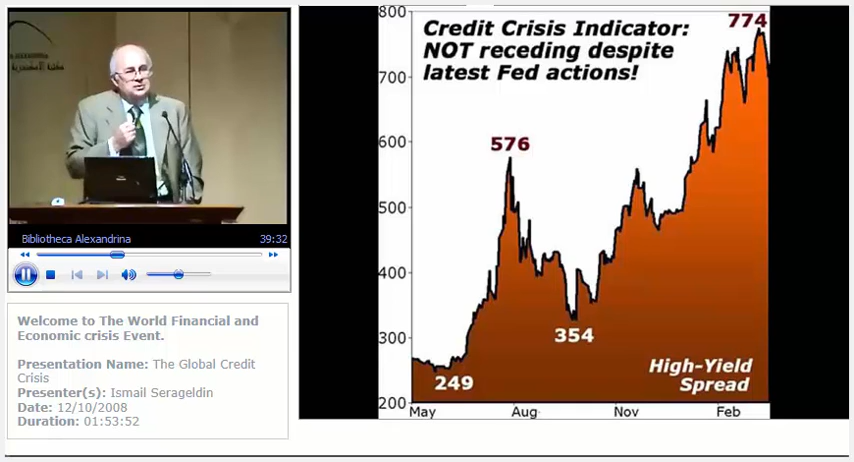 Bibliotheca Alexandrina 39:32
Welcome to The World Financial and
Economic crisis Event.
Presentation Name: The Global Credit
Crisis
Presenter(s): Ismail Serageldin
Date: 12/10/2008
Duration: 01:53:52
Credit Crisis Indicator:
NOT receding despite
latest Fed actions!
774
576
354
249
High-Yield
Spread
800
700
600
500
400
300
200
May Aug Nov Feb